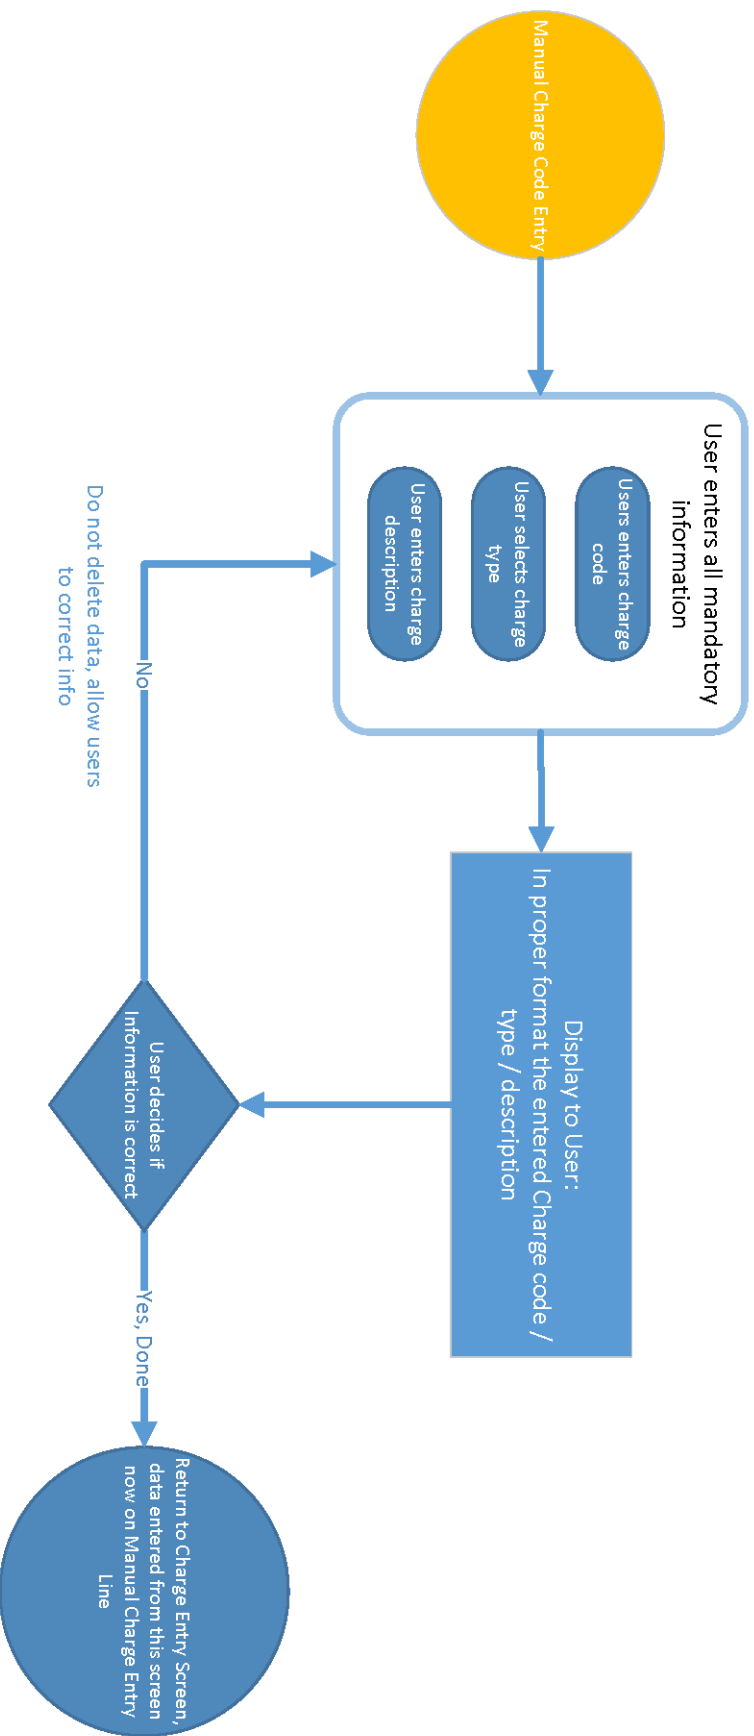 Manual Charge Code Entry
User enters all mandatory
information
Users enters charge
code
User selects charge
type
User enters charge
description
Display to User:
In proper format the entered Charge code /
type / description
User decides if
Information is correct
No
Do not delete data, allow users
to correct info
Yes, Done
Return to Charge Entry Screen,
data entered from this screen
now on Manual Charge Entry
Line